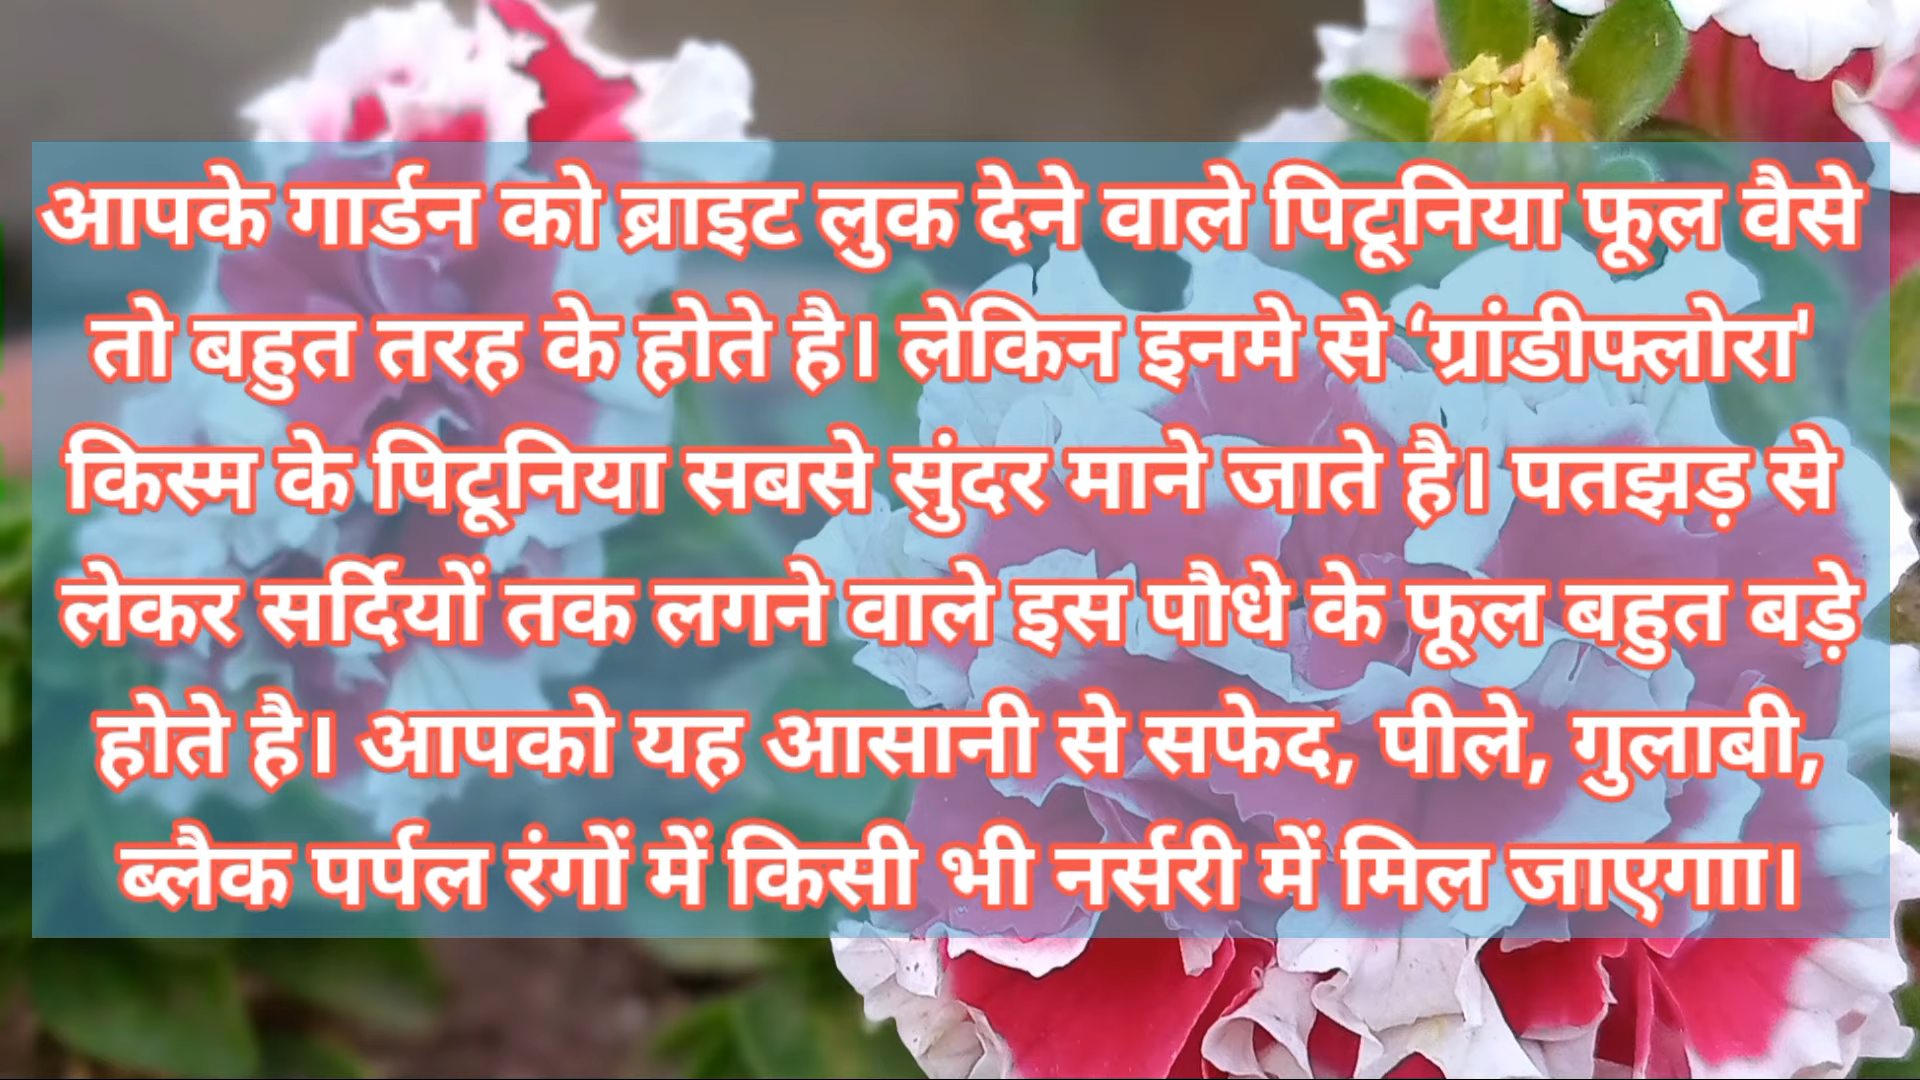 आपके गार्डन को ब्राइट लुक देने वाले पिटूनिया फूल वैसे
तो बहुत तरह के होते है। लेकिन इनमे से ‘ग्रांडीफ्लोरा'
किस्म के पिटूनिया सबसे सुंदर माने जाते है। पतझड़ से
लेकर सर्दियों तक लगने वाले इस पौधे के फूल बहुत बड़े
होते है। आपको यह आसानी से सफेद, पीले, गुलाबी,
ब्लैक पर्पल रंगों में किसी भी नर्सरी में मिल जाएगाा।